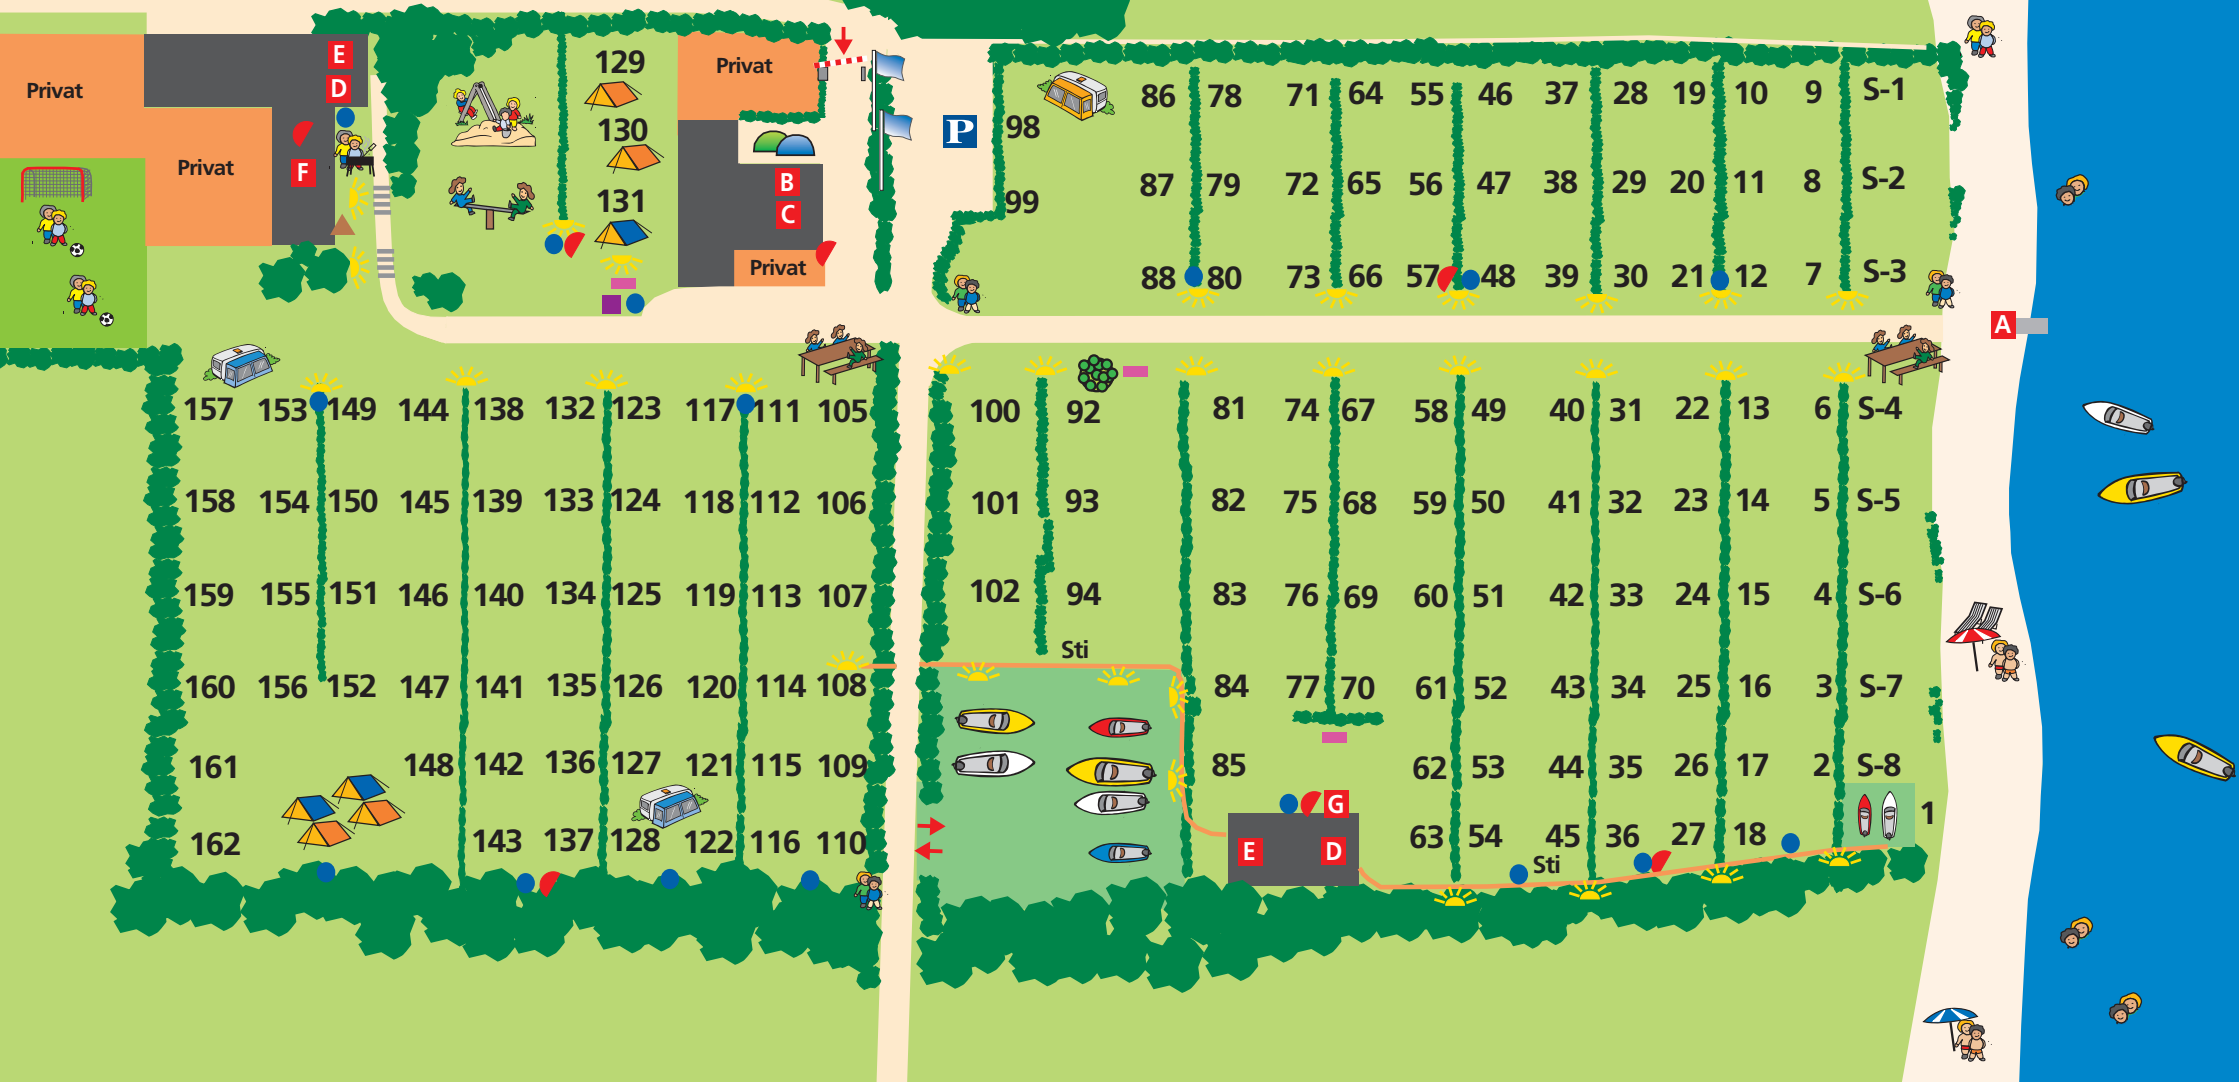 E
D
F
Privat
Privat
129
130
131
Privat
B
C
Privat
P
98
99
86 78 71 64 55 46 37 28 19 10 9 S-1
87 79 72 65 56 47 38 29 20 11 8 S-2
88 80 73 66 57 48 39 30 21 12 7 S-3
A
157 153 149 144 138 132 123 117 111 105 100 92 81 74 67 58 49 40 31 22 13 6 S-4
158 154 150 145 139 133 124 118 112 106 101 93 82 75 68 59 50 41 32 23 14 5 S-5
159 155 151 146 140 134 125 119 113 107 102 94 83 76 69 60 51 42 33 24 15 4 S-6
Sti
160 156 152 147 141 135 126 120 114 108 84 77 70 61 52 43 34 25 16 3 S-7
161 148 142 136 127 121 115 109 85 62 53 44 35 26 17 2 S-8
G
1
162 143 137 128 122 116 110 E D 63 54 45 36 27 18
Sti